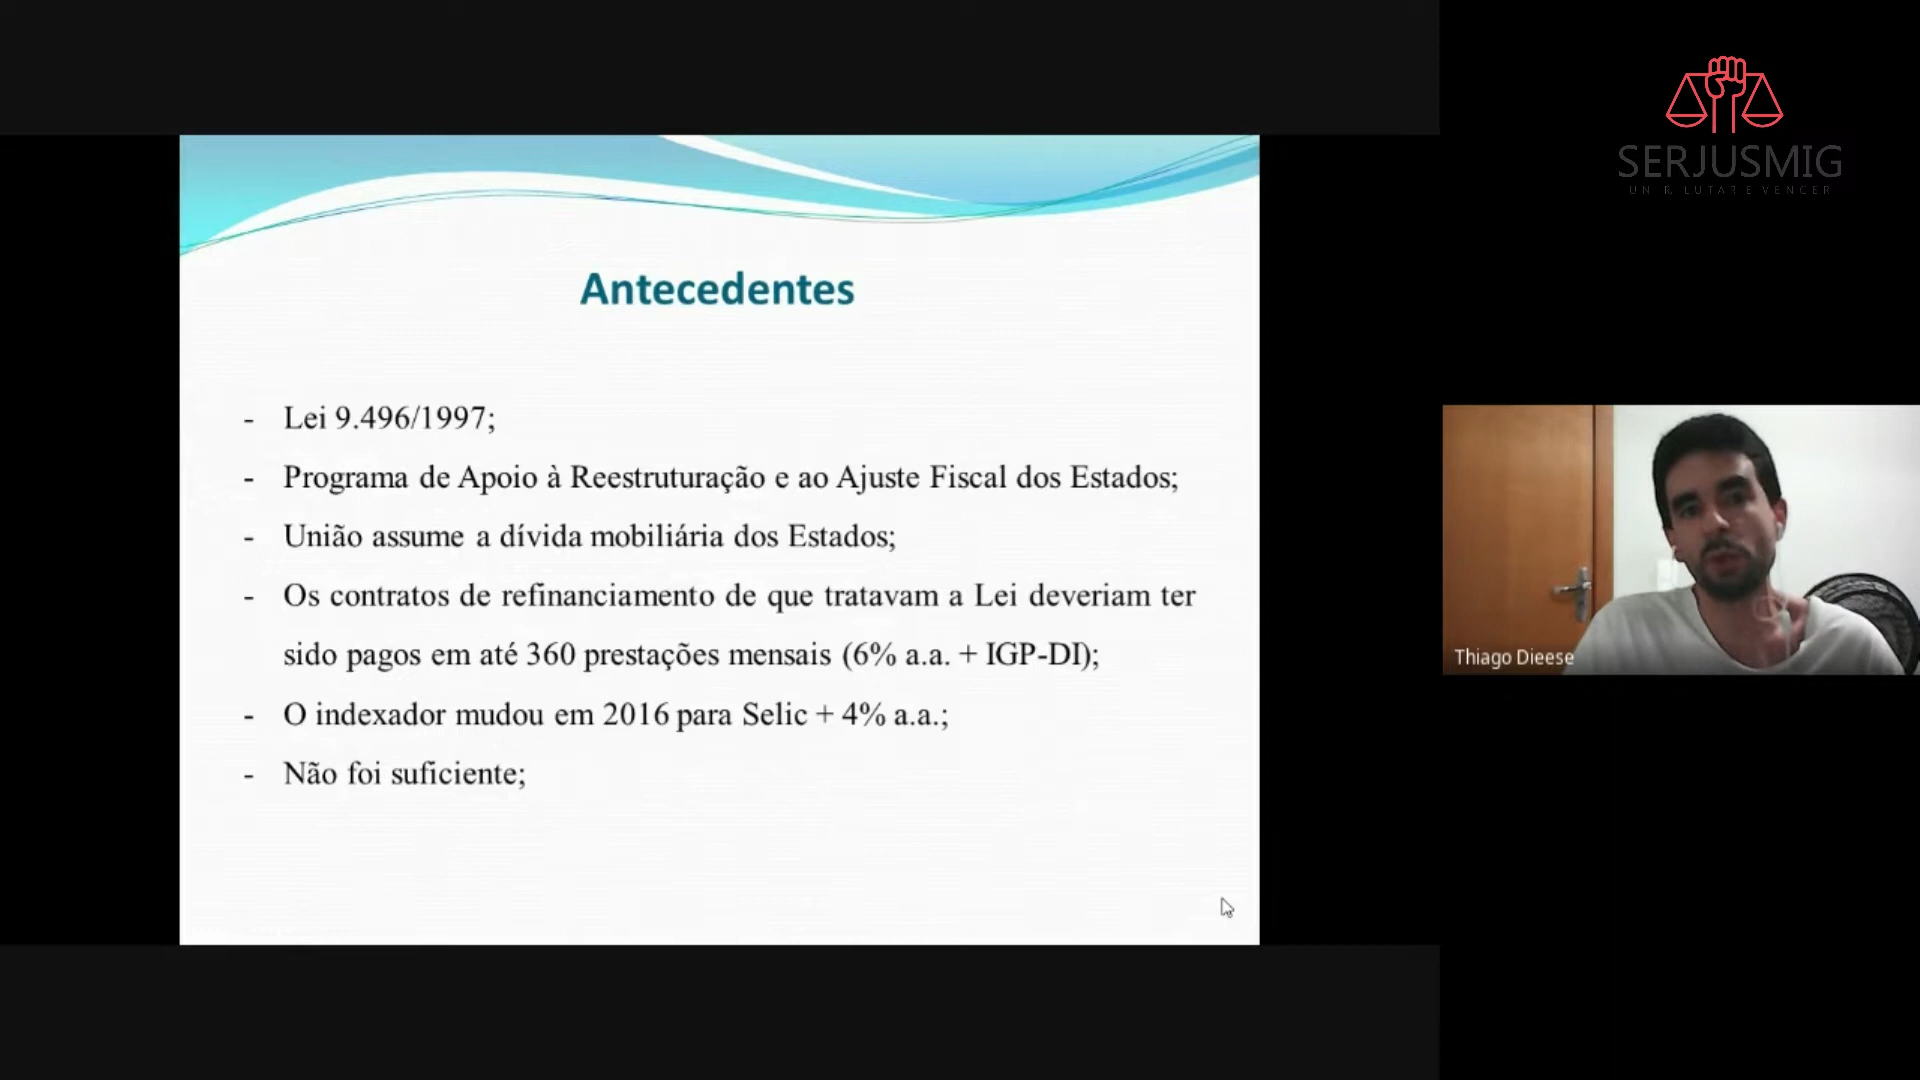 SERJUSMIG
UNIR, LUTAR E VENCER
Antecedentes
- Lei 9.496/1997;
- Programa de Apoio à Reestruturação e ao Ajuste Fiscal dos Estados;
- União assume a dívida mobiliária dos Estados;
- Os contratos de refinanciamento de que tratavam a Lei deveriam ter
sido pagos em até 360 prestações mensais (6% a.a. + IGP-DI);
- O indexador mudou em 2016 para Selic + 4% a.a.;
- Não foi suficiente;
Thiago Dieese